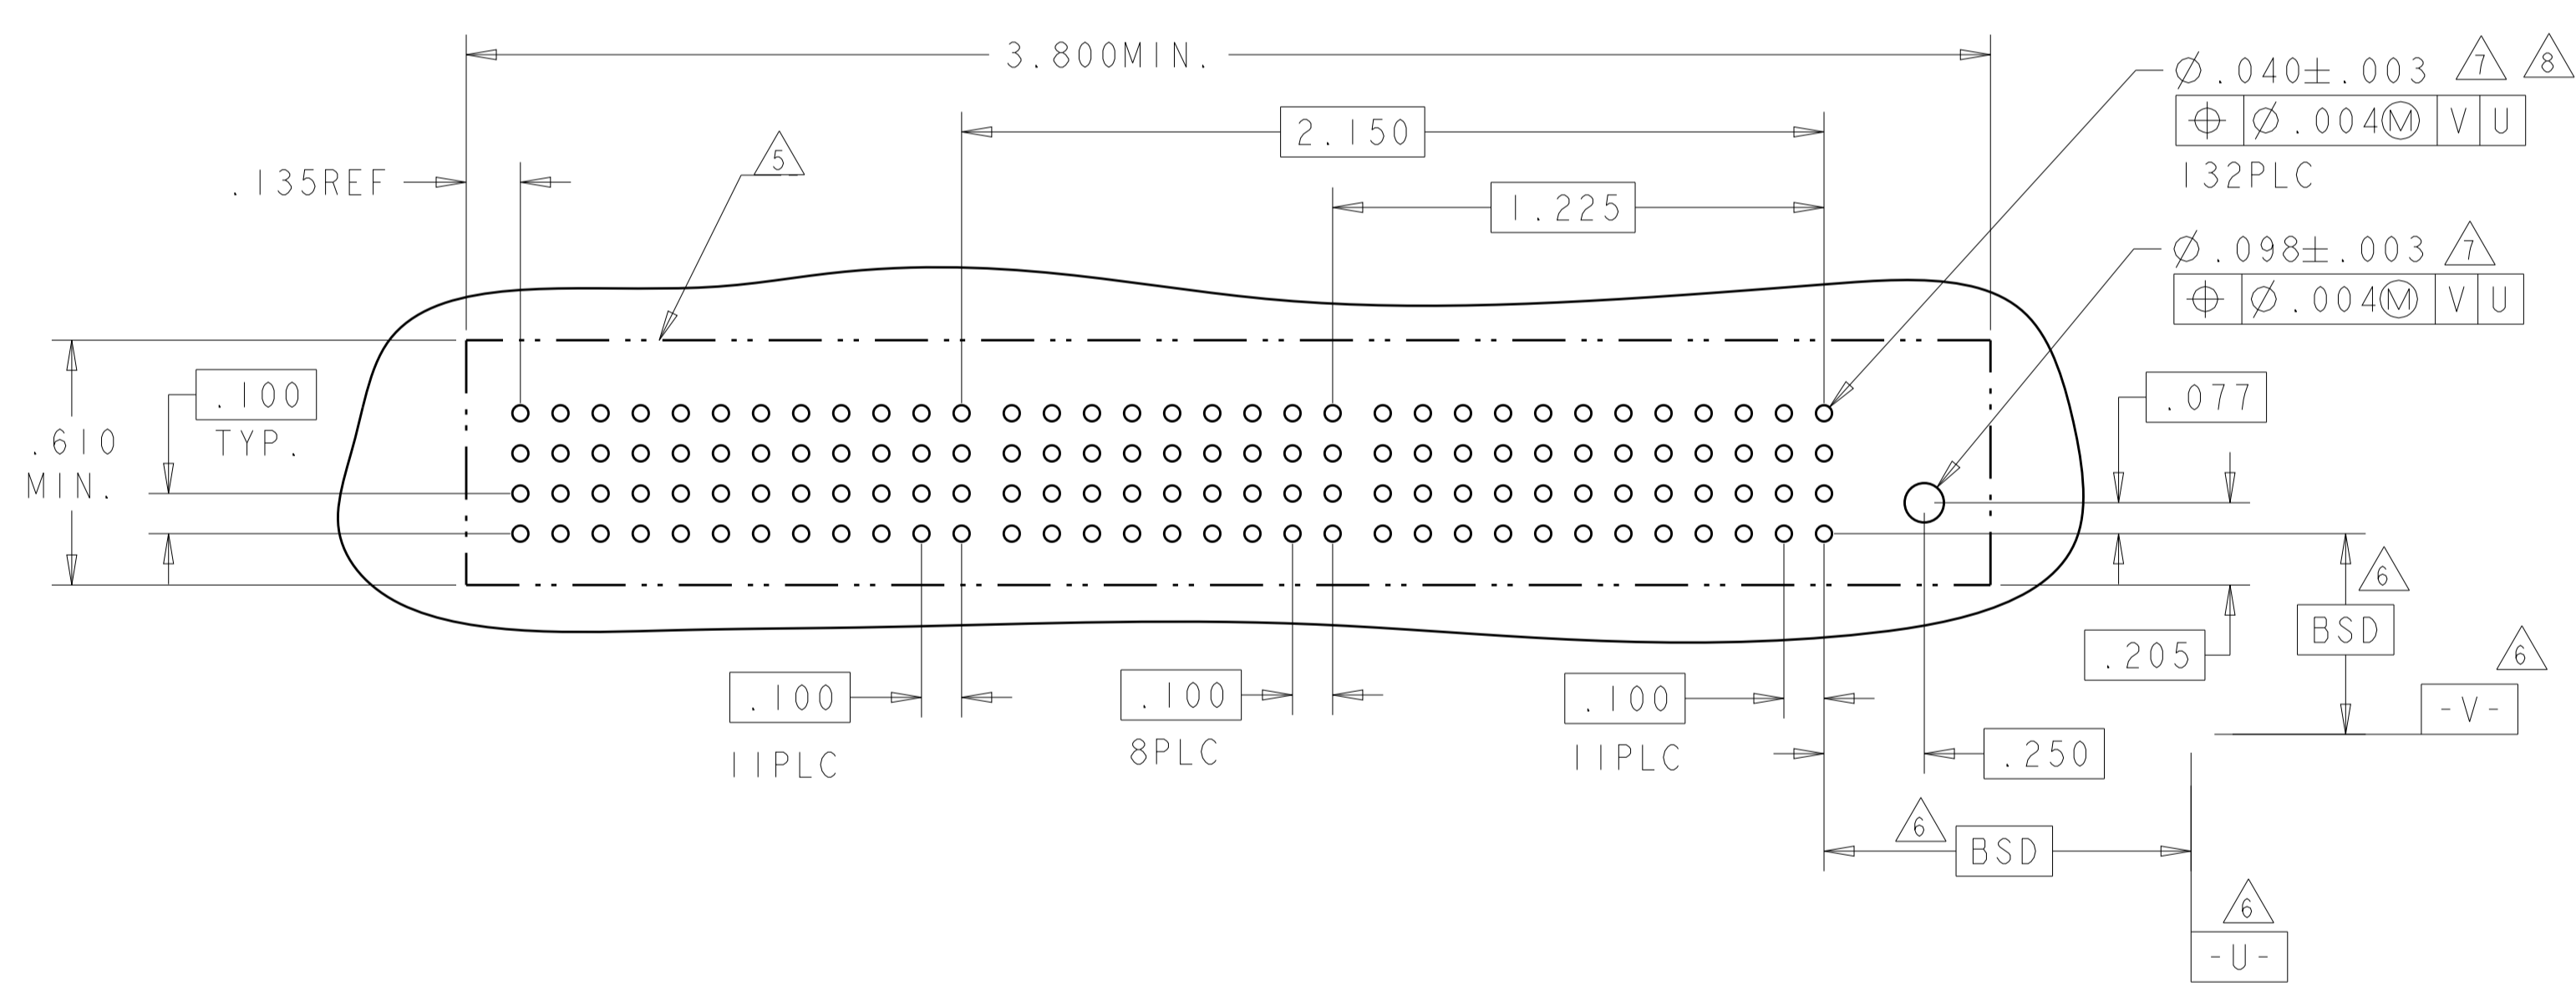 3.800MIN.
Ø.040±.003 7 8
⌖ Ø.004Ⓜ V U
132PLC
2.150
5
.135REF
1.225
Ø.098±.003 7
⌖ Ø.004Ⓜ V U
.100
TYP.
.077
.610
MIN.
6
BSD
.205
6
-V-
.100
11PLC
.100
8PLC
.100
11PLC
.250
6
BSD
6
-U-